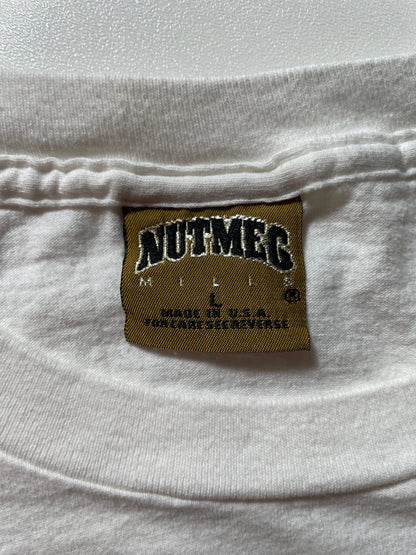 NUTMEG
MILLS
L
®
MADE IN U.S.A.
FOR CARE SEE REVERSE